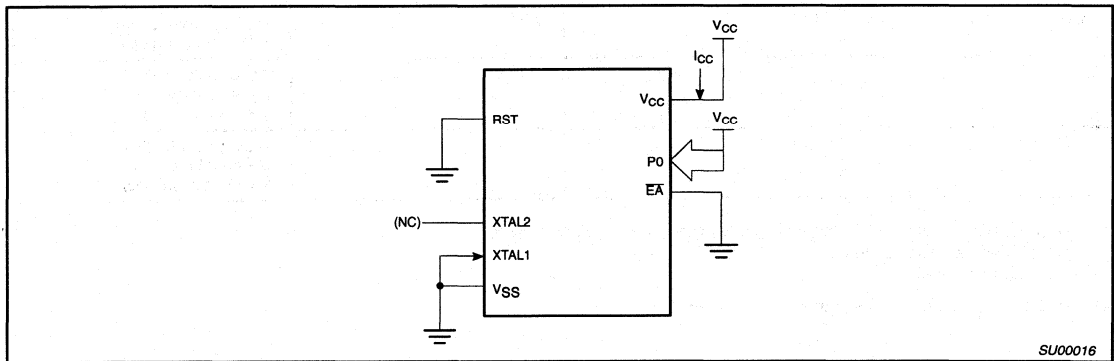 VCC
ICC
VCC
RST
VCC
P0
EA
(NC)
XTAL2
XTAL1
VSS
SU00016